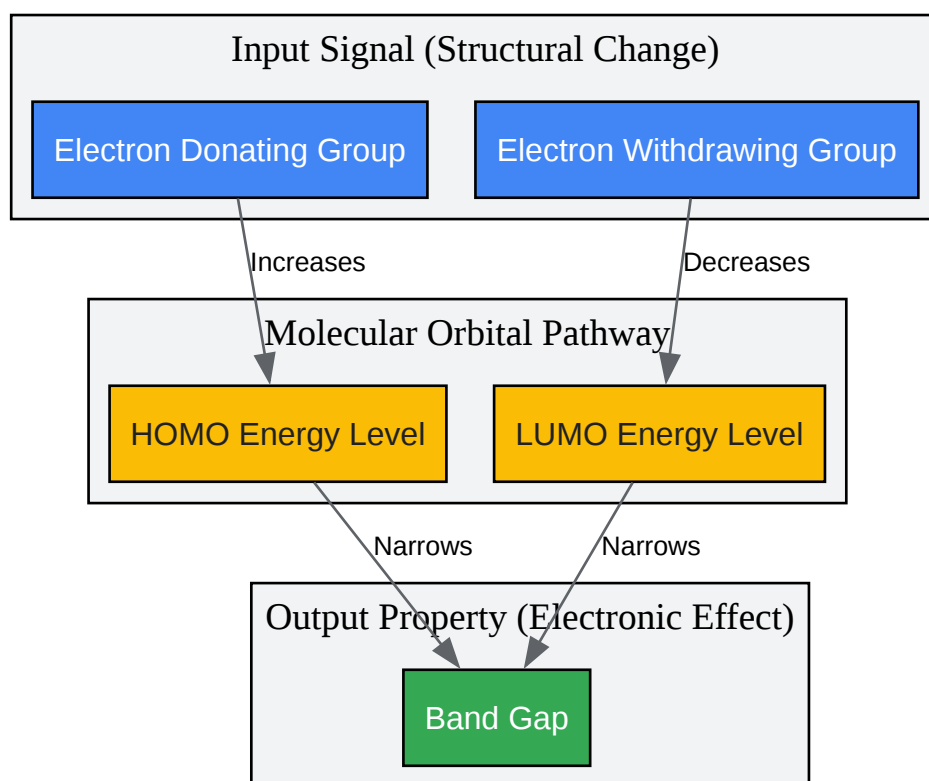 Input Signal (Structural Change)
Electron Donating Group
Electron Withdrawing Group
Increases
Decreases
Molecular Orbital Pathway
HOMO Energy Level
LUMO Energy Level
Narrows
Narrows
Output Property (Electronic Effect)
Band Gap